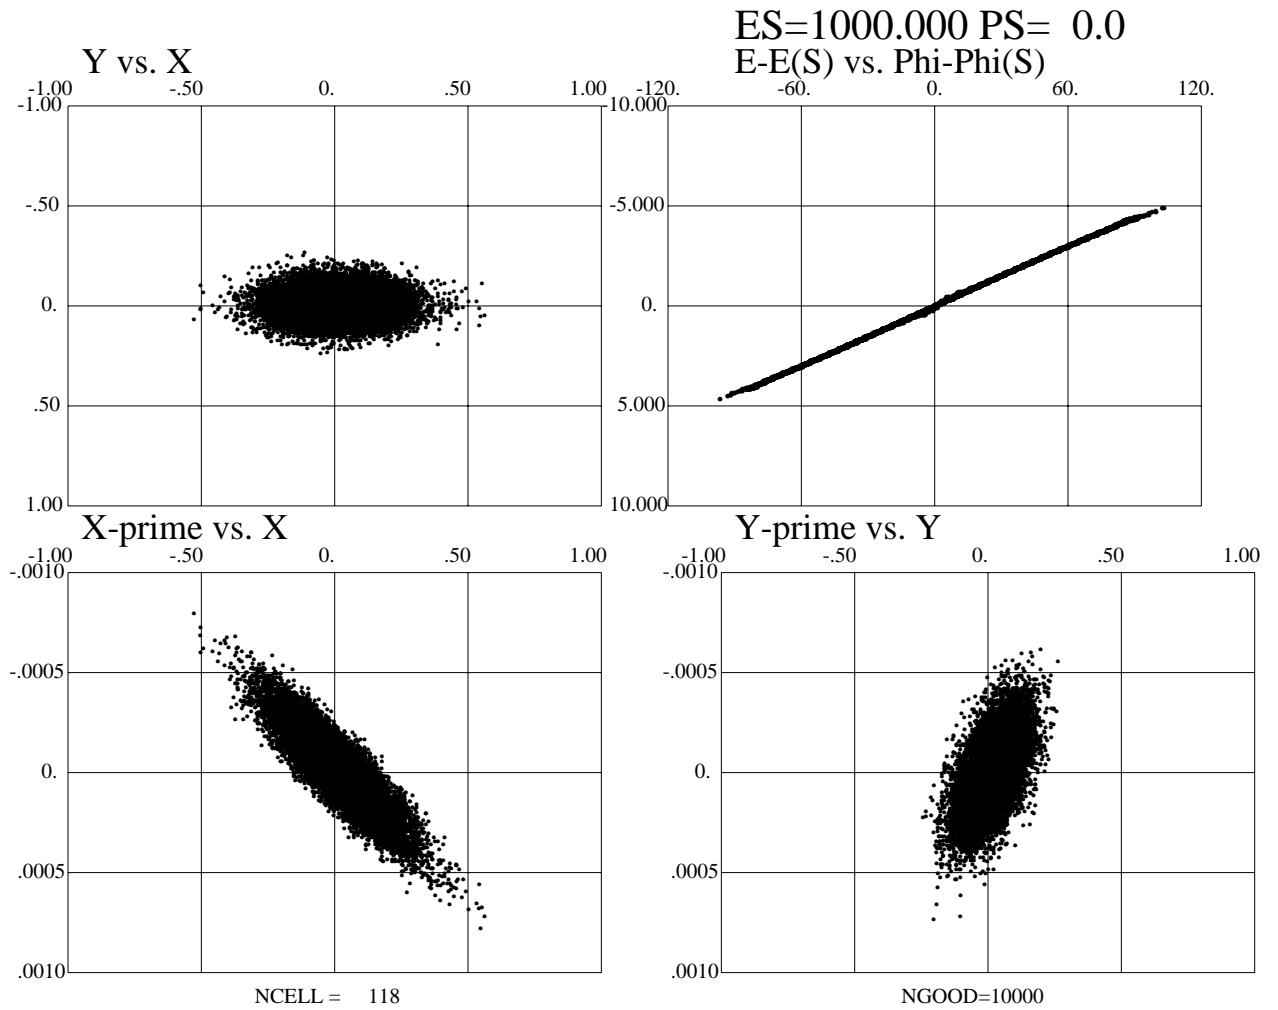 ES=1000.000 PS= 0.0
Y vs. X
E-E(S) vs. Phi-Phi(S)
-1.00 -.50 0. .50 1.00
-120. -60. 0. 60. 120.
-1.00
-.50
0.
.50
1.00
-10.000
-5.000
0.
5.000
10.000
X-prime vs. X
Y-prime vs. Y
-1.00 -.50 0. .50 1.00
-1.00 -.50 0. .50 1.00
-.0010
-.0005
0.
.0005
.0010
-.0010
-.0005
0.
.0005
.0010
NCELL = 118
NGOOD=10000